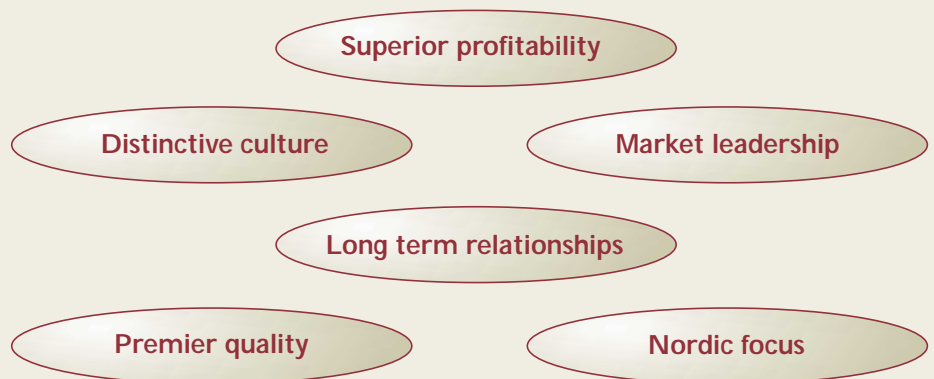 Superior profitability
Distinctive culture
Market leadership
Long term relationships
Premier quality
Nordic focus